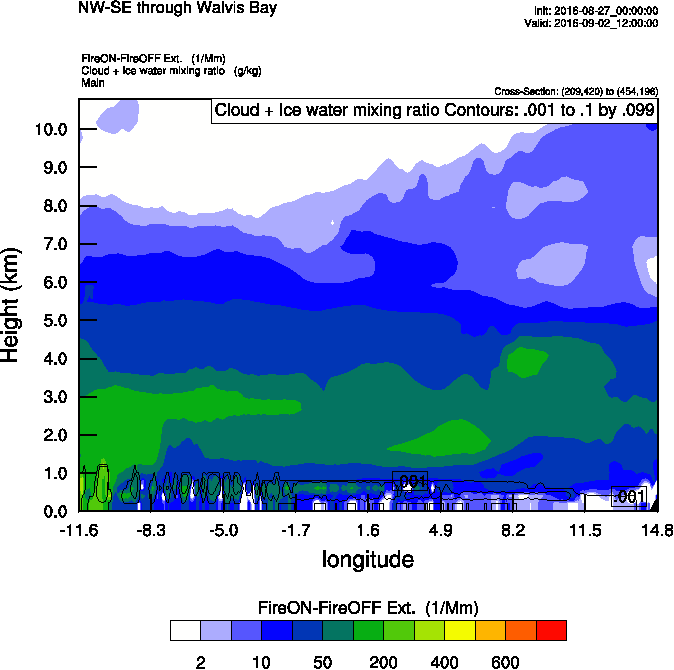 NW-SE through Walvis Bay
Init: 2016-08-27_00:00:00
Valid: 2016-09-02_12:00:00
FireON-FireOFF Ext. (1/Mm)
Cloud + Ice water mixing ratio (g/kg)
Main
Cross-Section: (209,420) to (454,196)
Cloud + Ice water mixing ratio Contours: .001 to .1 by .099
10.0
9.0
8.0
7.0
6.0
5.0
4.0
3.0
2.0
1.0
0.0
Height (km)
.001
.001
-11.6 -8.3 -5.0 -1.7 1.6 4.9 8.2 11.5 14.8
longitude
FireON-FireOFF Ext. (1/Mm)
2 10 50 200 400 600